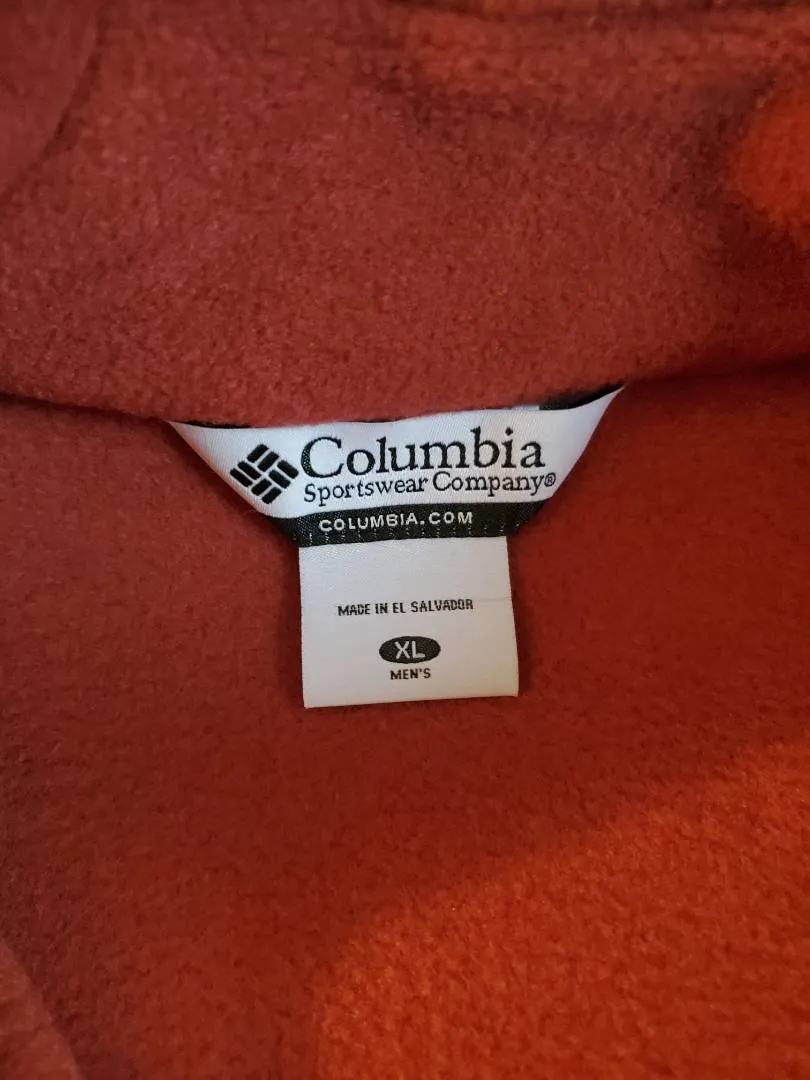 Columbia
Sportswear Company®
COLUMBIA.COM
MADE IN EL SALVADOR
XL
MEN'S